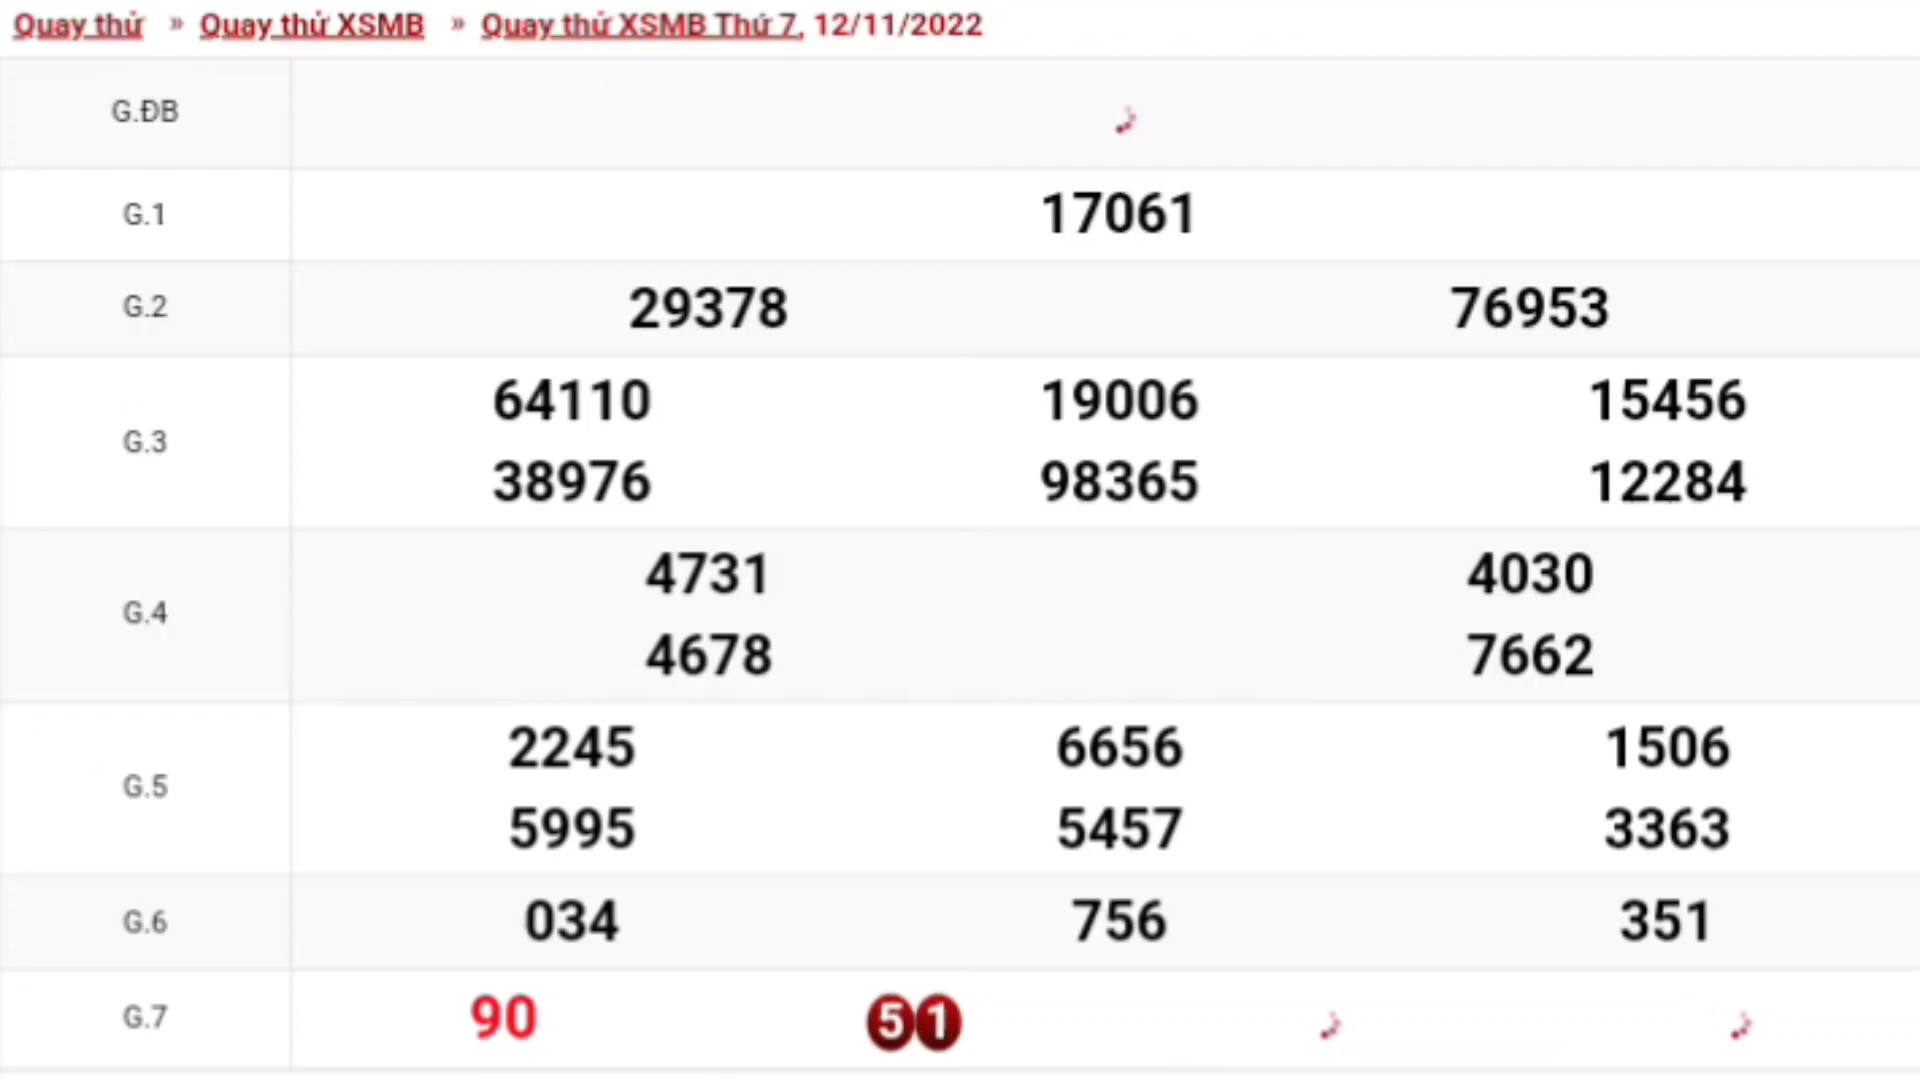 Quay thử » Quay thử XSMB » Quay thử XSMB Thứ 7, 12/11/2022
G.ĐB
G.1 17061
G.2 29378 76953
G.3 64110 19006 15456
38976 98365 12284
G.4 4731 4030
4678 7662
G.5 2245 6656 1506
5995 5457 3363
G.6 034 756 351
G.7 90 51